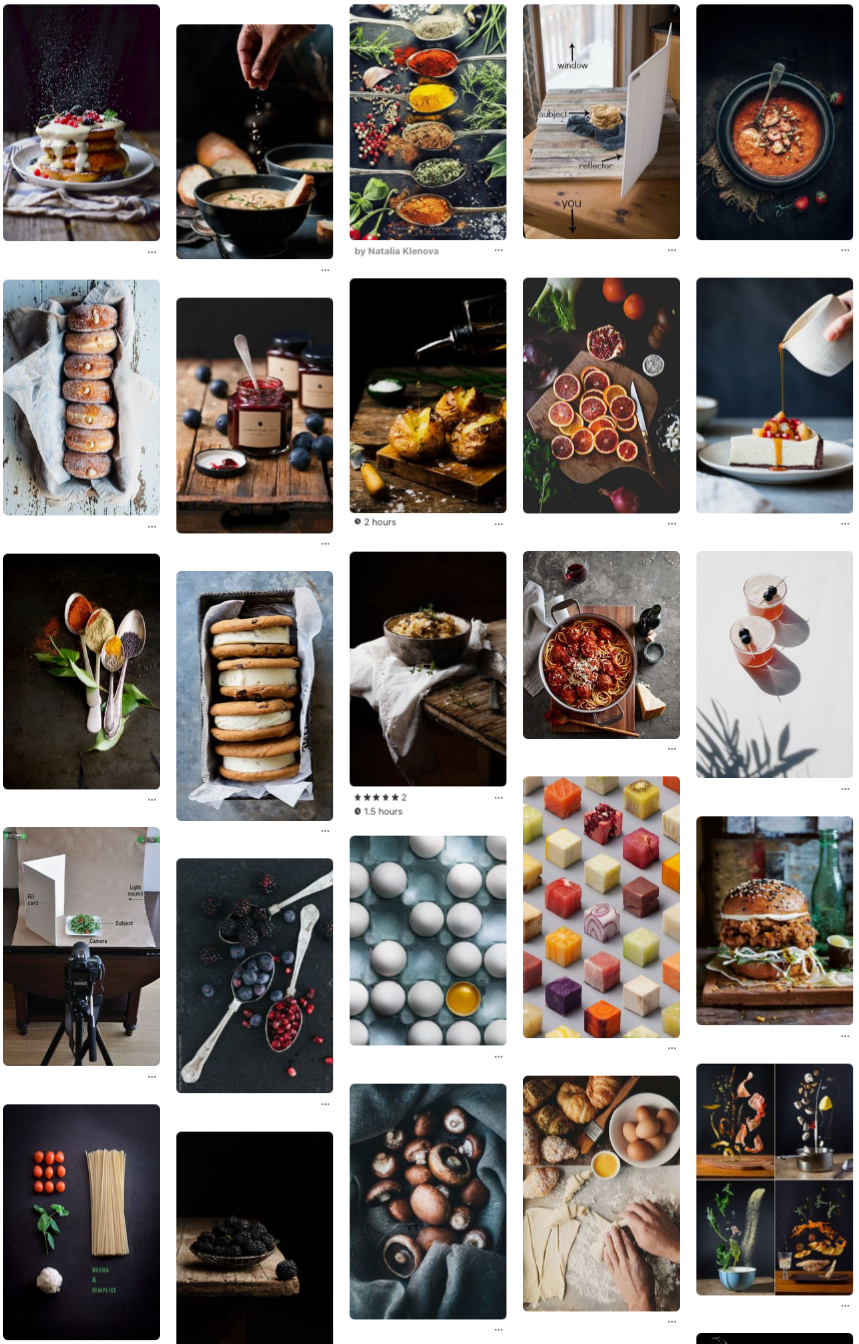 window
subject
reflector
you
by Natalia Klenova
2 hours
2
1.5 hours
Fill
card
Light
source
Subject
Camera
BUONA
&
SEMPLICE